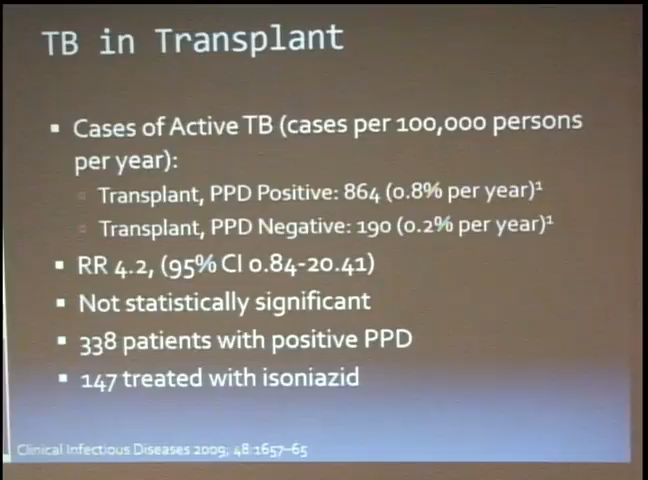 TB in Transplant
▪ Cases of Active TB (cases per 100,000 persons
per year):
▫ Transplant, PPD Positive: 864 (0.8% per year)¹
▫ Transplant, PPD Negative: 190 (0.2% per year)¹
▪ RR 4.2, (95% CI 0.84-20.41)
▪ Not statistically significant
▪ 338 patients with positive PPD
▪ 147 treated with isoniazid
Clinical Infectious Diseases 2009; 48:1657–65